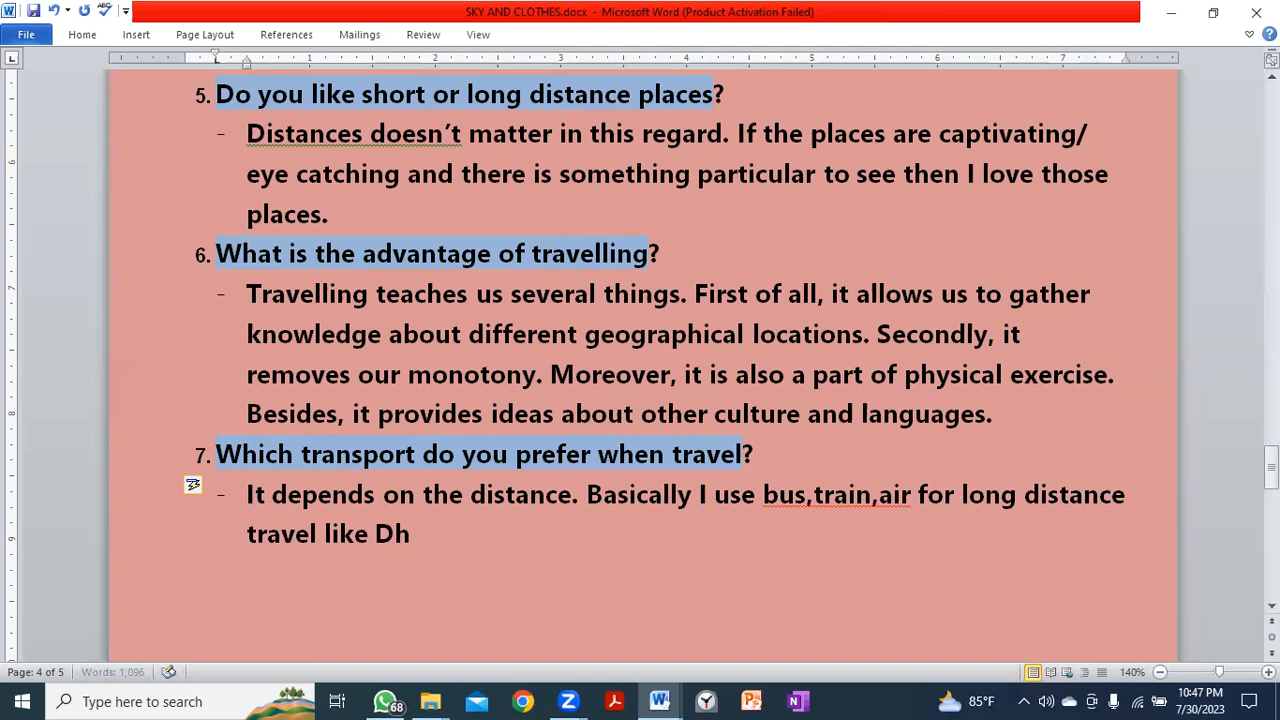 SKY AND CLOTHES.docx - Microsoft Word (Product Activation Failed)
File Home Insert Page Layout References Mailings Review View
1 2 3 4 5 6 7
5. Do you like short or long distance places?
- Distances doesn’t matter in this regard. If the places are captivating/
eye catching and there is something particular to see then I love those
places.
6. What is the advantage of travelling?
- Travelling teaches us several things. First of all, it allows us to gather
knowledge about different geographical locations. Secondly, it
removes our monotony. Moreover, it is also a part of physical exercise.
Besides, it provides ideas about other culture and languages.
7. Which transport do you prefer when travel?
- It depends on the distance. Basically I use bus,train,air for long distance
travel like Dh
Page: 4 of 5 Words: 1,096 140%
Type here to search 68 85°F 10:47 PM
7/30/2023